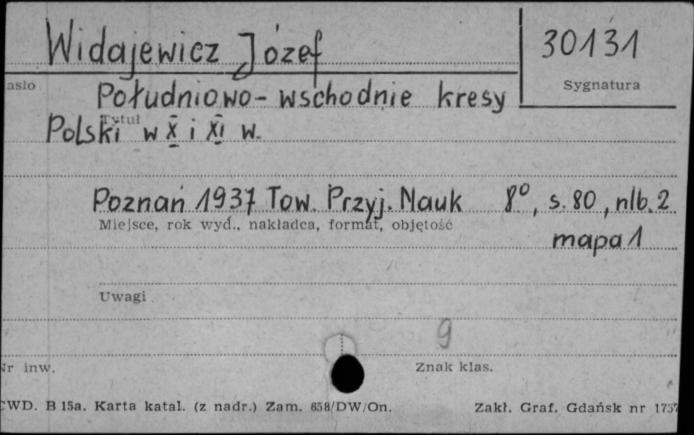 Widajewicz Józef 30131
asło Sygnatura
Południowo-wschodnie kresy
Tytuł
Polski w X i XI w.
Poznań 1937 Tow. Przyj. Nauk 8°, s. 80, nlb. 2
Miejsce, rok wyd., nakładca, format, objętość
mapa 1
Uwagi
9
Nr inw. Znak klas.
CWD. B 15a. Karta katal. (z nadr.) Zam. 658/DW/On. Zakł. Graf. Gdańsk nr 1757